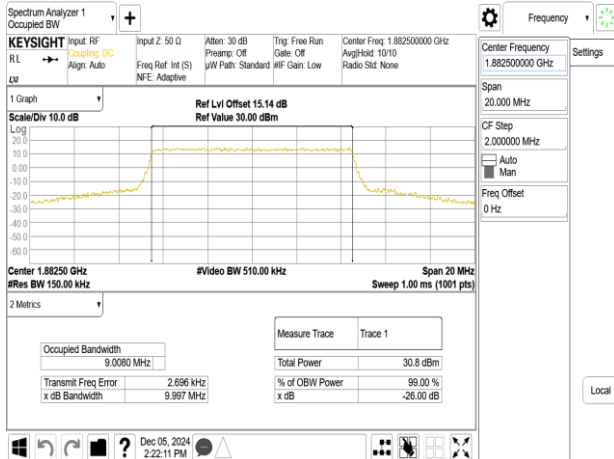 Spectrum Analyzer 1
Occupied BW
+
Frequency
KEYSIGHT
RL
LXI
Input: RF
Coupling: DC
Align: Auto
Input Z: 50 Ω
Freq Ref: Int (S)
NFE: Adaptive
Atten: 30 dB
Preamp: Off
µW Path: Standard
Trig: Free Run
Gate: Off
#IF Gain: Low
Center Freq: 1.882500000 GHz
Avg|Hold: 10/10
Radio Std: None
Center Frequency
1.882500000 GHz
Settings
Span
20.000 MHz
CF Step
2.000000 MHz
Auto
Man
Freq Offset
0 Hz
Local
1 Graph
Scale/Div 10.0 dB
Ref Lvl Offset 15.14 dB
Ref Value 30.00 dBm
Log
20.0
10.0
0.00
-10.0
-20.0
-30.0
-40.0
-50.0
-60.0
Center 1.88250 GHz
#Video BW 510.00 kHz
Span 20 MHz
#Res BW 150.00 kHz
Sweep 1.00 ms (1001 pts)
2 Metrics
Measure Trace Trace 1
Occupied Bandwidth
9.0080 MHz
Total Power 30.8 dBm
Transmit Freq Error 2.696 kHz
% of OBW Power 99.00 %
x dB Bandwidth 9.997 MHz
x dB -26.00 dB
?
Dec 05, 2024
2:22:11 PM